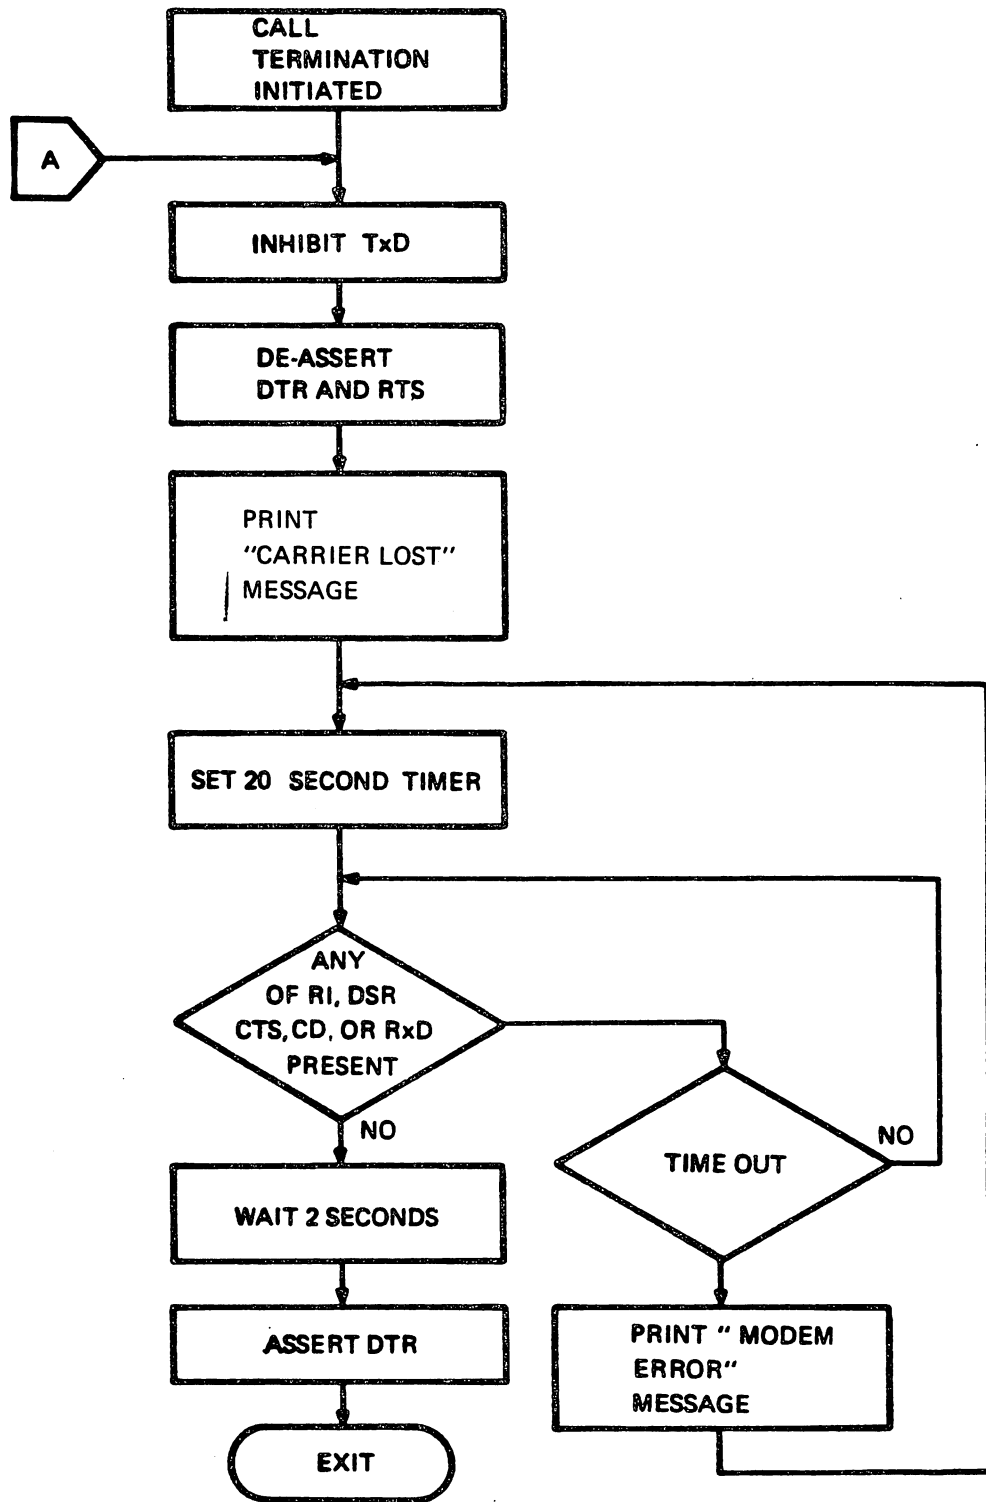 CALL
TERMINATION
INITIATED
A
INHIBIT TxD
DE-ASSERT
DTR AND RTS
PRINT
"CARRIER LOST"
MESSAGE
SET 20 SECOND TIMER
ANY
OF RI, DSR
CTS, CD, OR RxD
PRESENT
NO
TIME OUT
NO
WAIT 2 SECONDS
ASSERT DTR
PRINT "MODEM
ERROR"
MESSAGE
EXIT